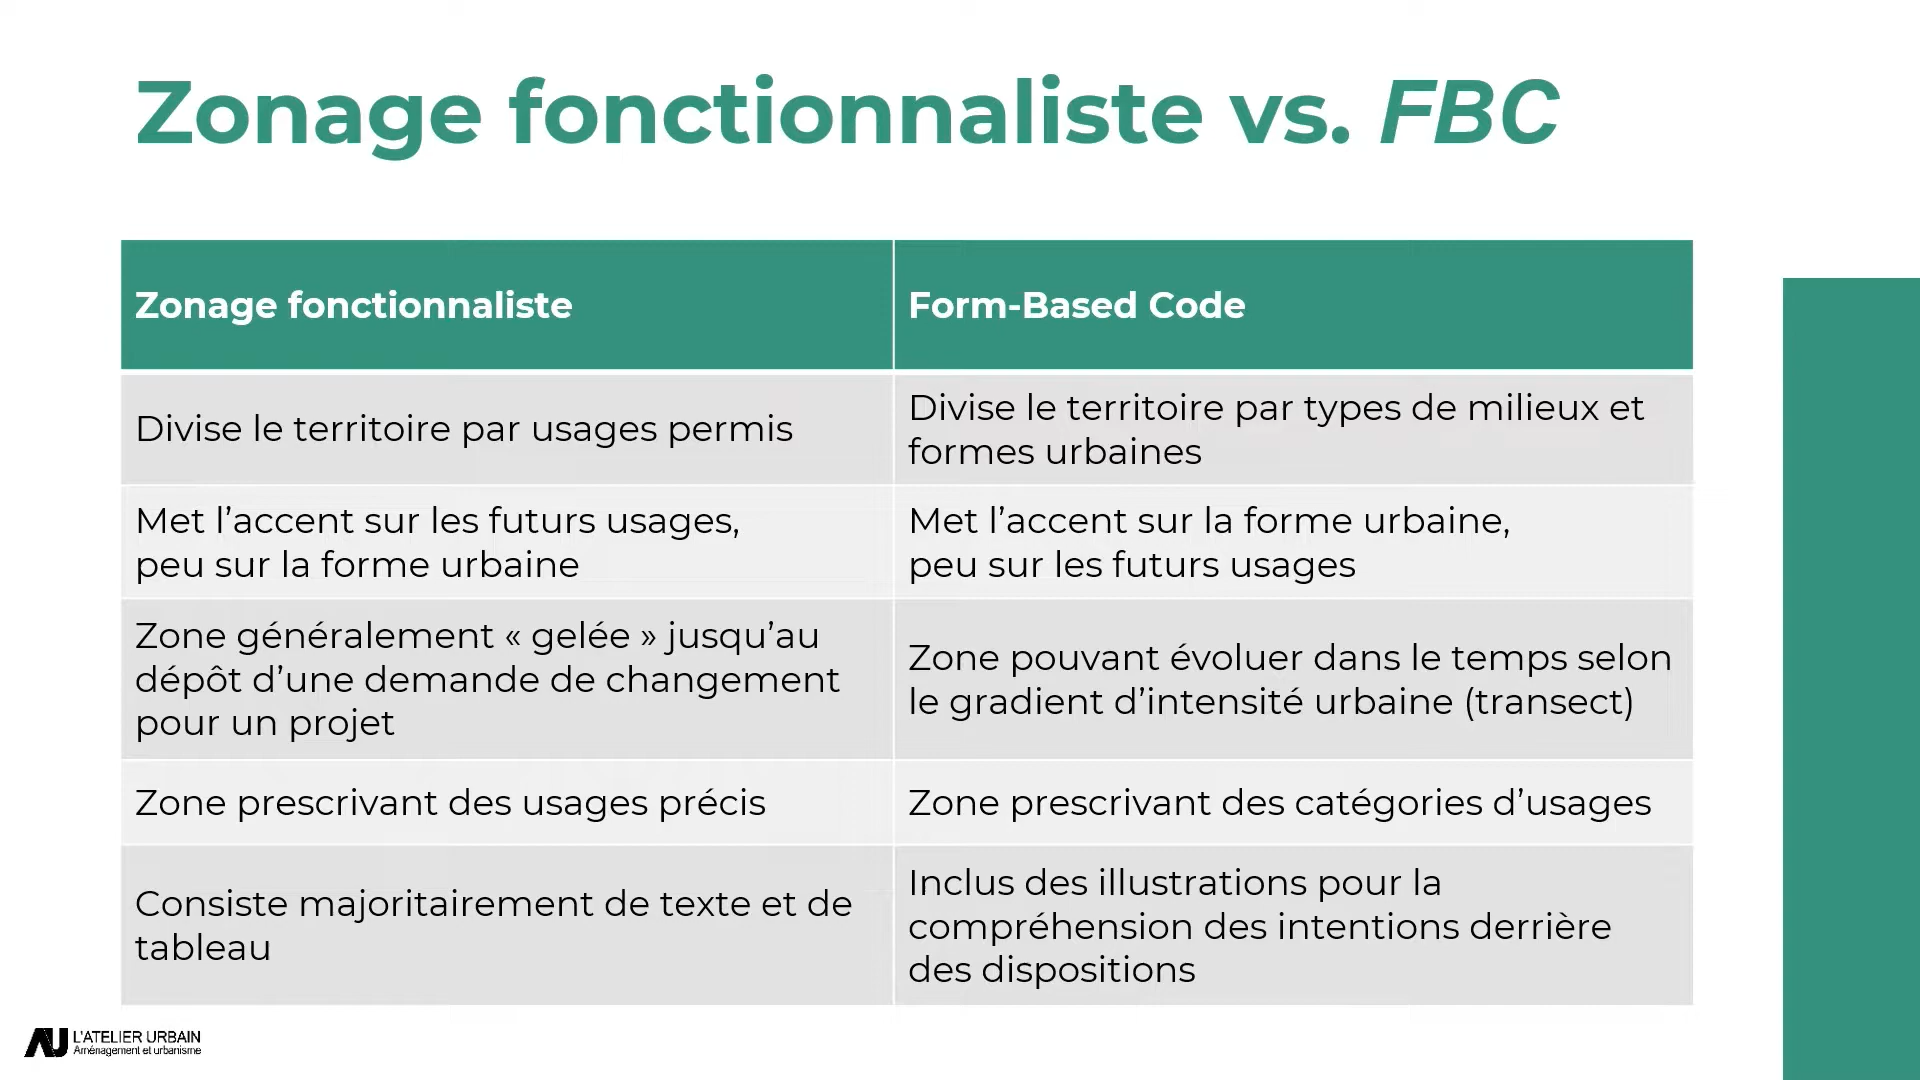 Zonage fonctionnaliste vs. FBC
Zonage fonctionnaliste
Form-Based Code
Divise le territoire par usages permis
Divise le territoire par types de milieux et
formes urbaines
Met l’accent sur les futurs usages,
peu sur la forme urbaine
Met l’accent sur la forme urbaine,
peu sur les futurs usages
Zone généralement « gelée » jusqu’au
dépôt d’une demande de changement
pour un projet
Zone pouvant évoluer dans le temps selon
le gradient d’intensité urbaine (transect)
Zone prescrivant des usages précis
Zone prescrivant des catégories d’usages
Consiste majoritairement de texte et de
tableau
Inclus des illustrations pour la
compréhension des intentions derrière
des dispositions
AU L'ATELIER URBAIN
Aménagement et urbanisme